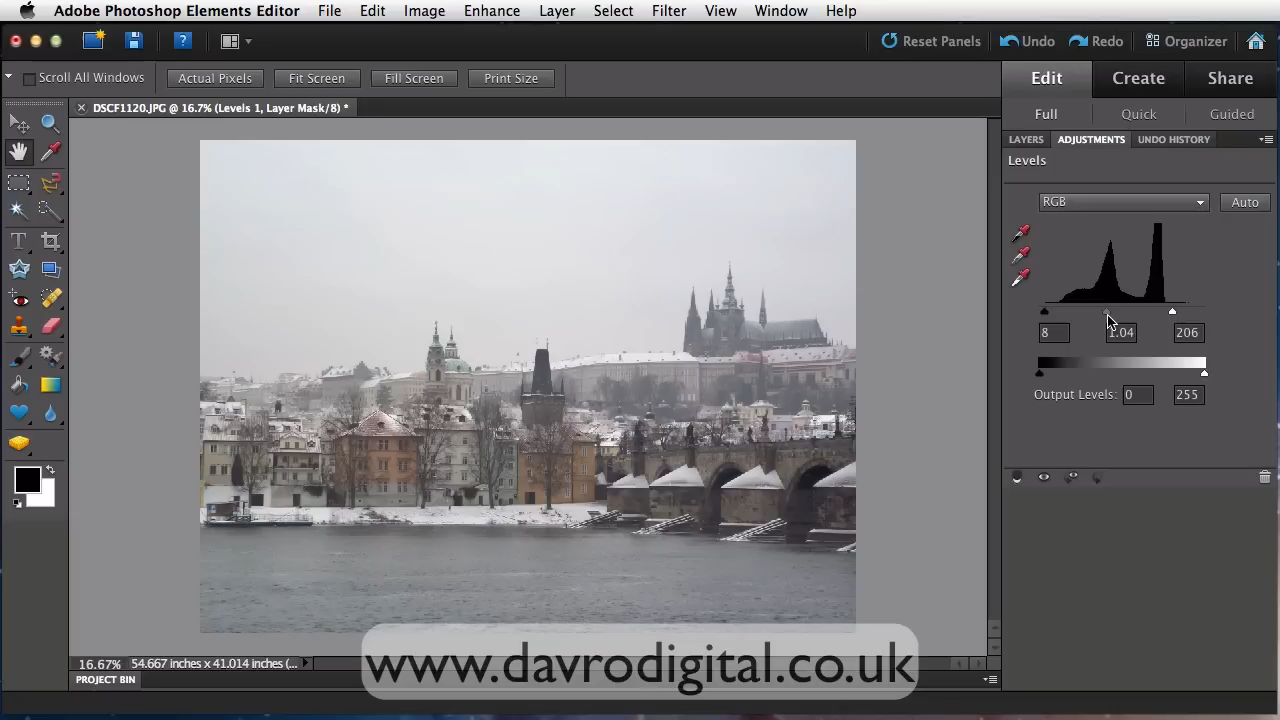 Adobe Photoshop Elements Editor File Edit Image Enhance Layer Select Filter View Window Help
? Reset Panels Undo Redo Organizer
Scroll All Windows Actual Pixels Fit Screen Fill Screen Print Size
Edit Create Share
DSCF1120.JPG @ 16.7% (Levels 1, Layer Mask/8) *
Full Quick Guided
LAYERS ADJUSTMENTS UNDO HISTORY
Levels
RGB Auto
T
8 1.04 206
Output Levels: 0 255
16.67% 54.667 inches x 41.014 inches (...
www.davrodigital.co.uk
PROJECT BIN